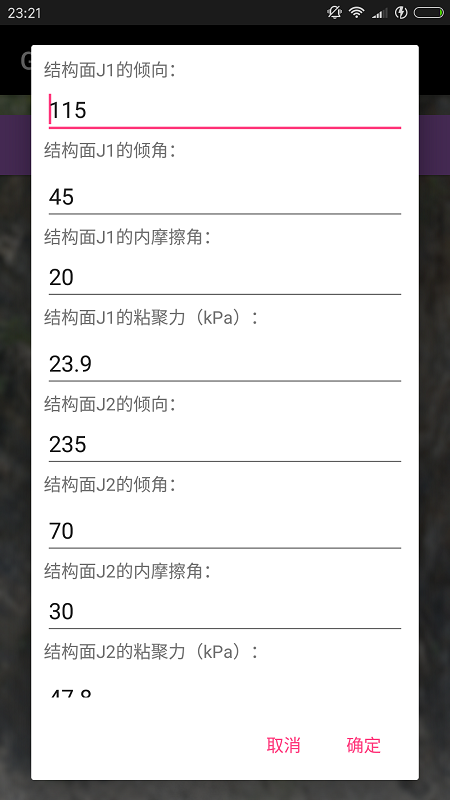 23:21
G
结构面J1的倾向：
115
结构面J1的倾角：
45
结构面J1的内摩擦角：
20
结构面J1的粘聚力（kPa）：
23.9
结构面J2的倾向：
235
结构面J2的倾角：
70
结构面J2的内摩擦角：
30
结构面J2的粘聚力（kPa）：
47.8
取消 确定